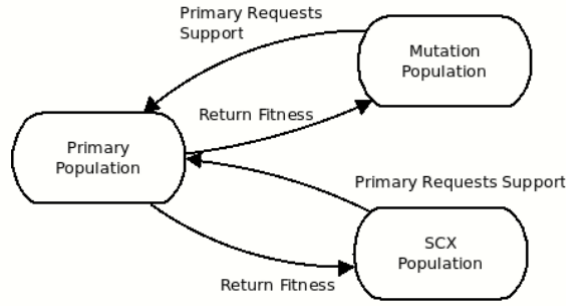 Primary Requests
Support
Mutation
Population
Return Fitness
Primary
Population
Primary Requests Support
SCX
Population
Return Fitness